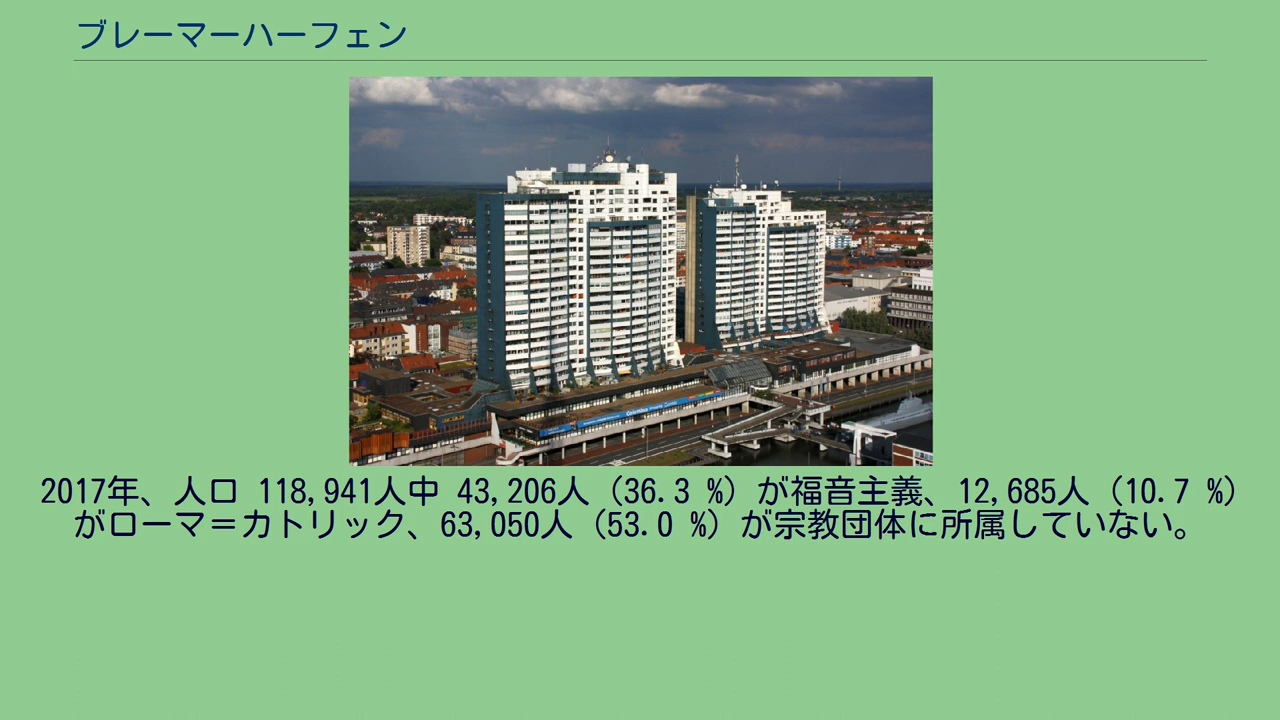 ブレーマーハーフェン
2017年、人口 118,941人中 43,206人（36.3 %）が福音主義、12,685人（10.7 %）
がローマ＝カトリック、63,050人（53.0 %）が宗教団体に所属していない。